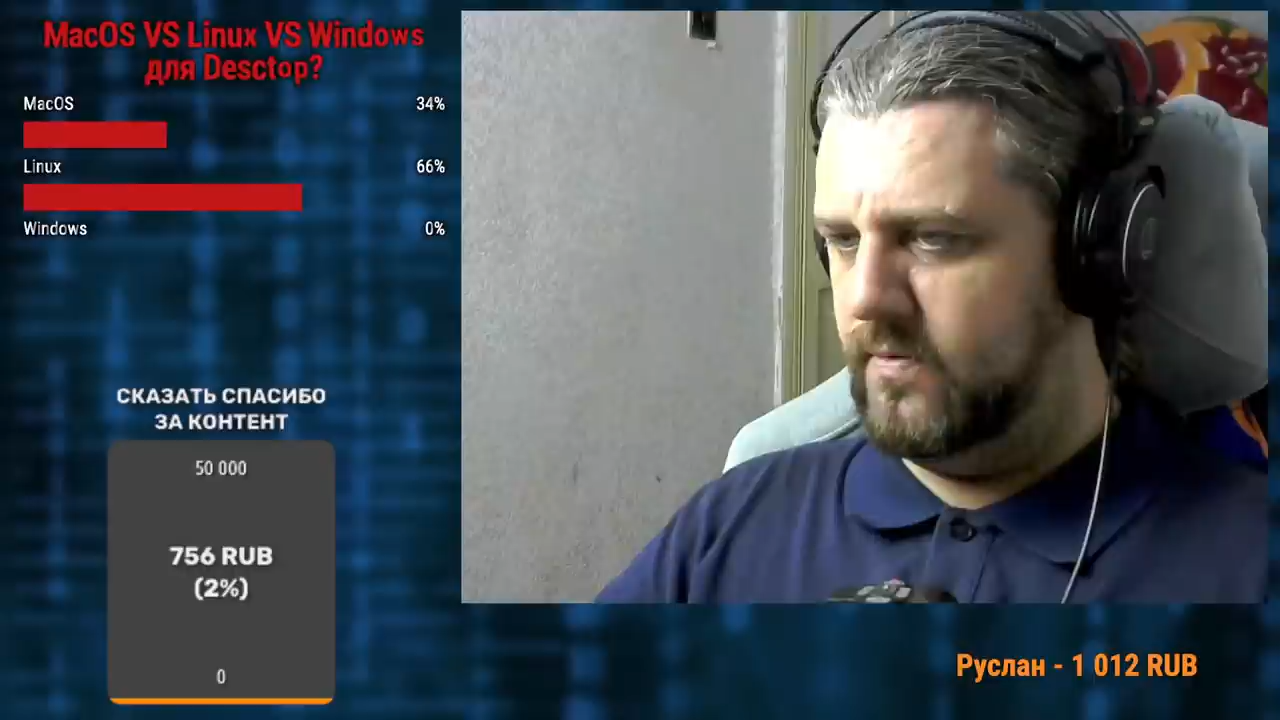 MacOS VS Linux VS Windows
для Desctop?
MacOS 34%
Linux 66%
Windows 0%
СКАЗАТЬ СПАСИБО
ЗА КОНТЕНТ
50 000
756 RUB
(2%)
0
Руслан - 1 012 RUB